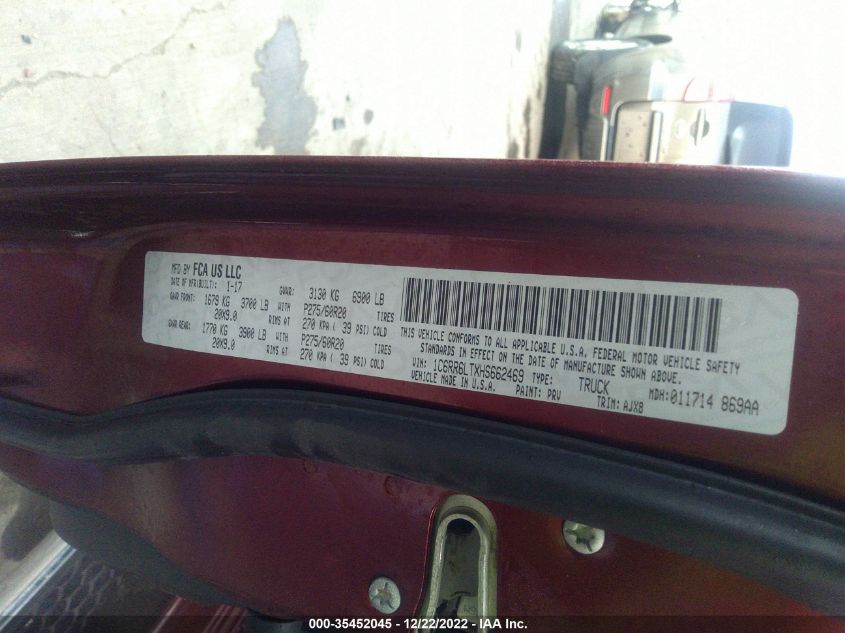 MFD BY FCA US LLC
DATE OF MFR(BUILT): 1-17 GVWR: 3130 KG 6900 LB
GAWR FRONT: 1679 KG 3700 LB WITH P275/60R20 TIRES
20X9.0 RIMS AT 270 KPA ( 39 PSI) COLD
GAWR REAR: 1770 KG 3900 LB WITH P275/60R20 TIRES
20X9.0 RIMS AT 270 KPA ( 39 PSI) COLD
THIS VEHICLE CONFORMS TO ALL APPLICABLE U.S.A. FEDERAL MOTOR VEHICLE SAFETY
STANDARDS IN EFFECT ON THE DATE OF MANUFACTURE SHOWN ABOVE.
VIN: 1C6RR6LTXHS662469 TYPE: TRUCK
VEHICLE MADE IN U.S.A. PAINT: PRV TRIM: AJX8 MDH:011714 869AA
000-35452045 - 12/22/2022 - IAA Inc.